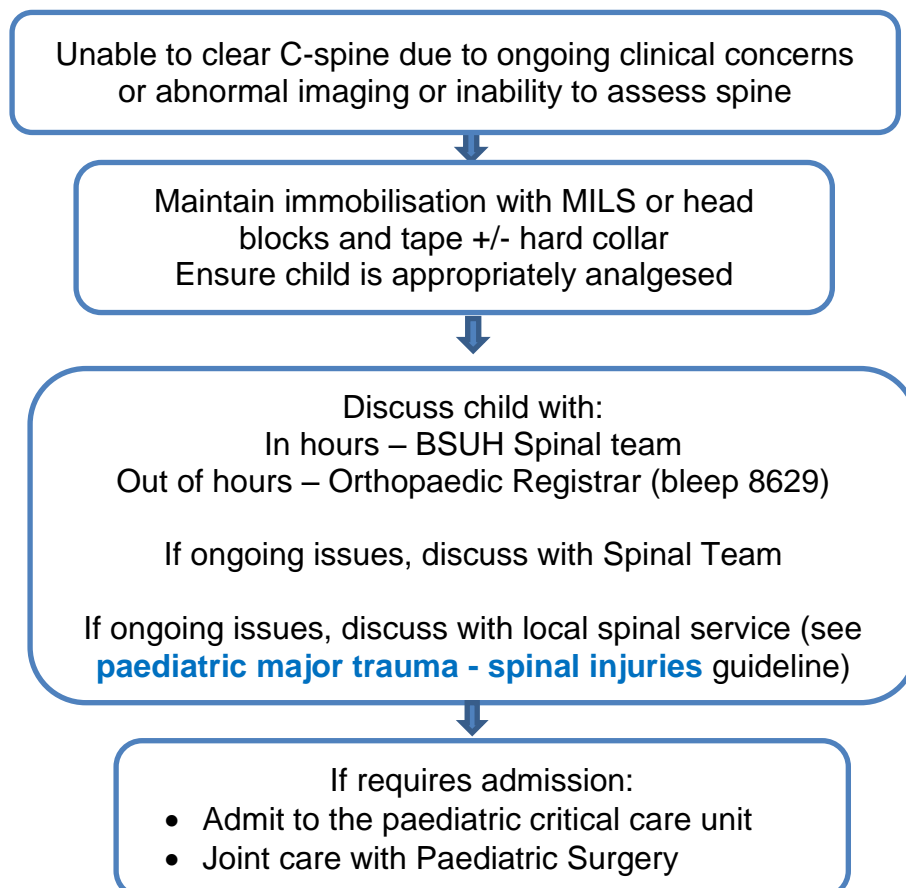 Unable to clear C-spine due to ongoing clinical concerns
or abnormal imaging or inability to assess spine
Maintain immobilisation with MILS or head
blocks and tape +/- hard collar
Ensure child is appropriately analgesed
Discuss child with:
In hours – BSUH Spinal team
Out of hours – Orthopaedic Registrar (bleep 8629)
If ongoing issues, discuss with Spinal Team
If ongoing issues, discuss with local spinal service (see
paediatric major trauma - spinal injuries guideline)
If requires admission:
• Admit to the paediatric critical care unit
• Joint care with Paediatric Surgery